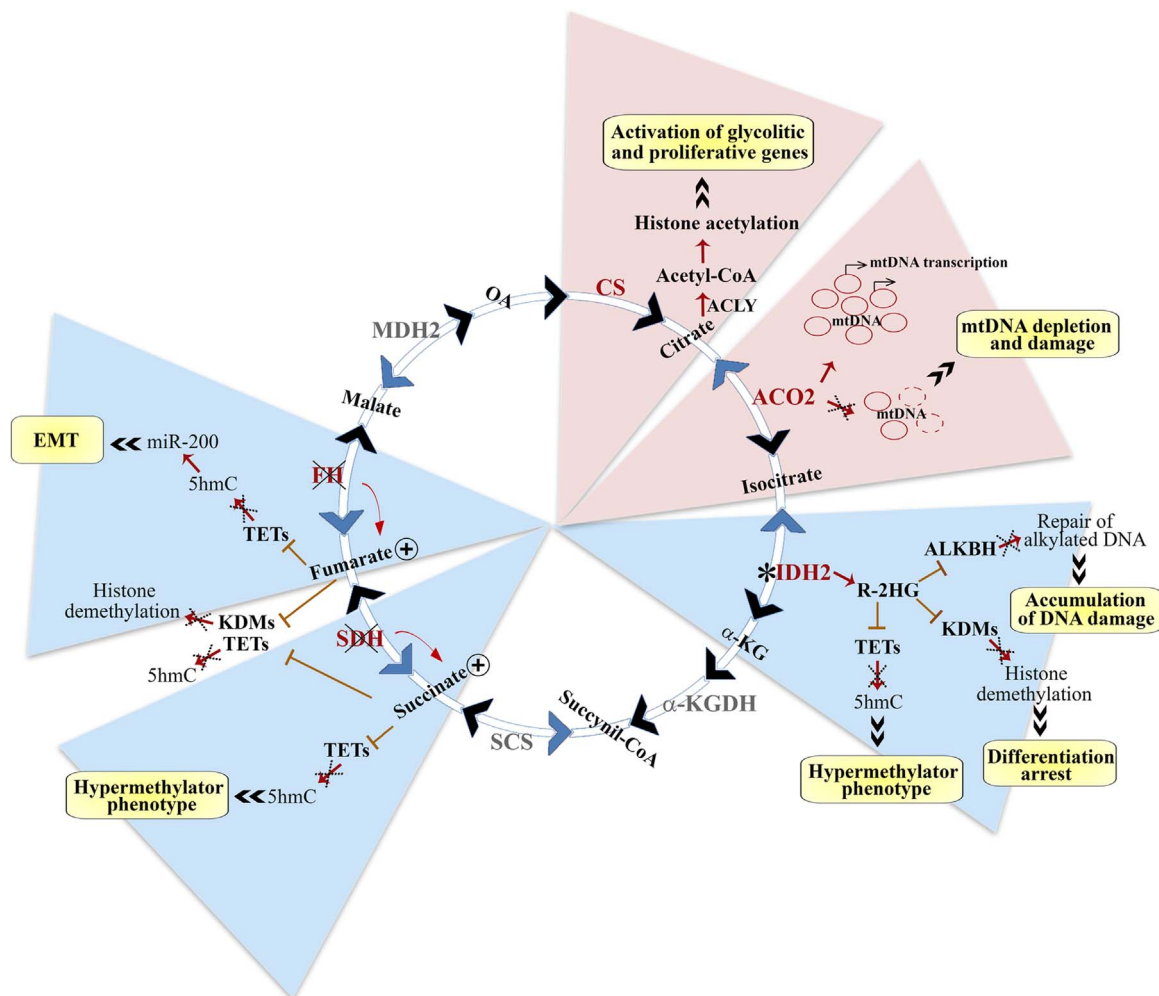 Activation of glycolitic
and proliferative genes
Histone acetylation
Acetyl-CoA
ACLY
CS
Citrate
OA
MDH2
Malate
mtDNA transcription
mtDNA
mtDNA depletion
and damage
ACO2
mtDNA
Isocitrate
EMT
miR-200
5hmC
TETs
FH
Fumarate +
Histone
demethylation
KDMs
TETs
5hmC
SDH
Succinate +
TETs
5hmC
Hypermethylator
phenotype
SCS
Succynil-CoA
α-KGDH
α-KG
*IDH2
R-2HG
ALKBH
Repair of
alkylated DNA
Accumulation
of DNA damage
KDMs
Histone
demethylation
Differentiation
arrest
TETs
5hmC
Hypermethylator
phenotype